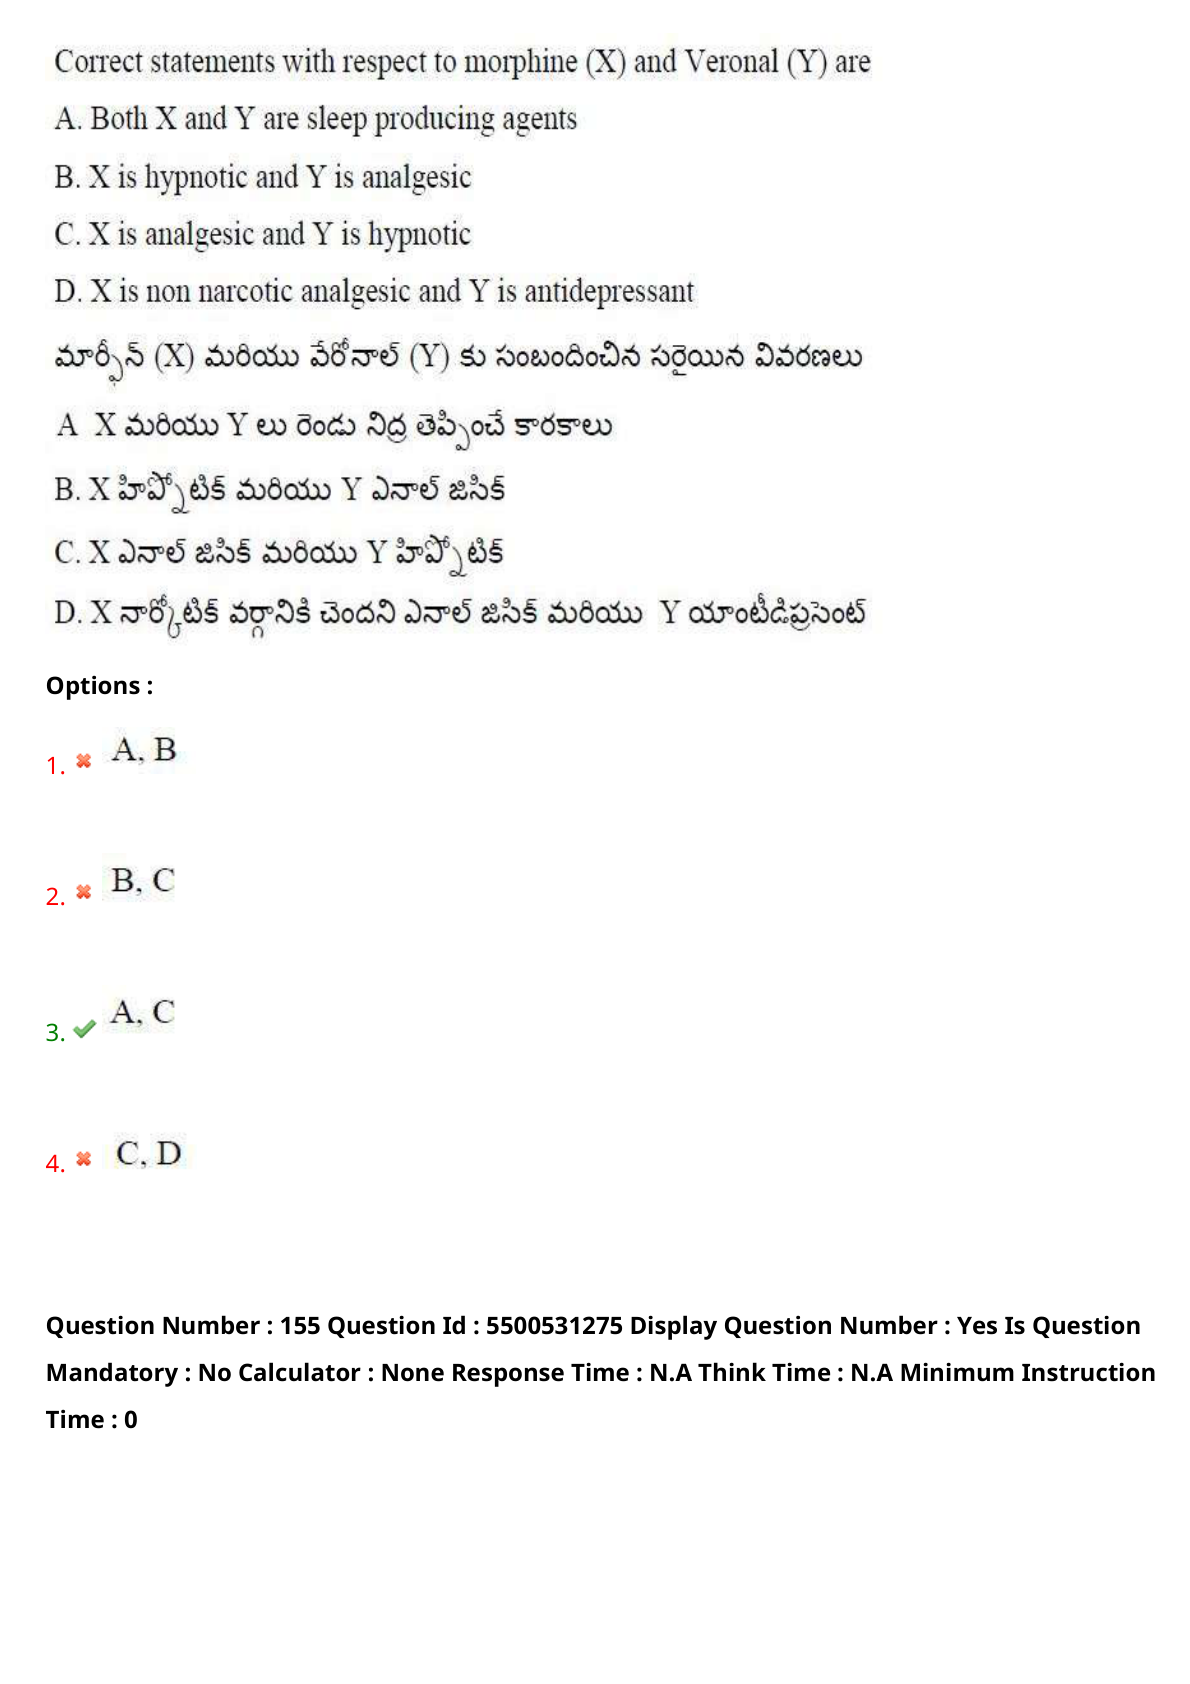 Correct statements with respect to morphine (X) and Veronal (Y) are
A. Both X and Y are sleep producing agents
B. X is hypnotic and Y is analgesic
C. X is analgesic and Y is hypnotic
D. X is non narcotic analgesic and Y is antidepressant
మార్ఫీన్ (X) మరియు వేరోనాల్ (Y) కు సంబందించిన సరైయిన వివరణలు
A X మరియు Y లు రెండు నిద్ర తెప్పించే కారకాలు
B. X హిప్నోటిక్ మరియు Y ఎనాల్ జిసిక్
C. X ఎనాల్ జిసిక్ మరియు Y హిప్నోటిక్
D. X నార్కోటిక్ వర్గానికి చెందని ఎనాల్ జిసిక్ మరియు Y యాంటీడిప్రసెంట్
Options :
1. A, B
2. B, C
3. A, C
4. C, D
Question Number : 155 Question Id : 5500531275 Display Question Number : Yes Is Question
Mandatory : No Calculator : None Response Time : N.A Think Time : N.A Minimum Instruction
Time : 0